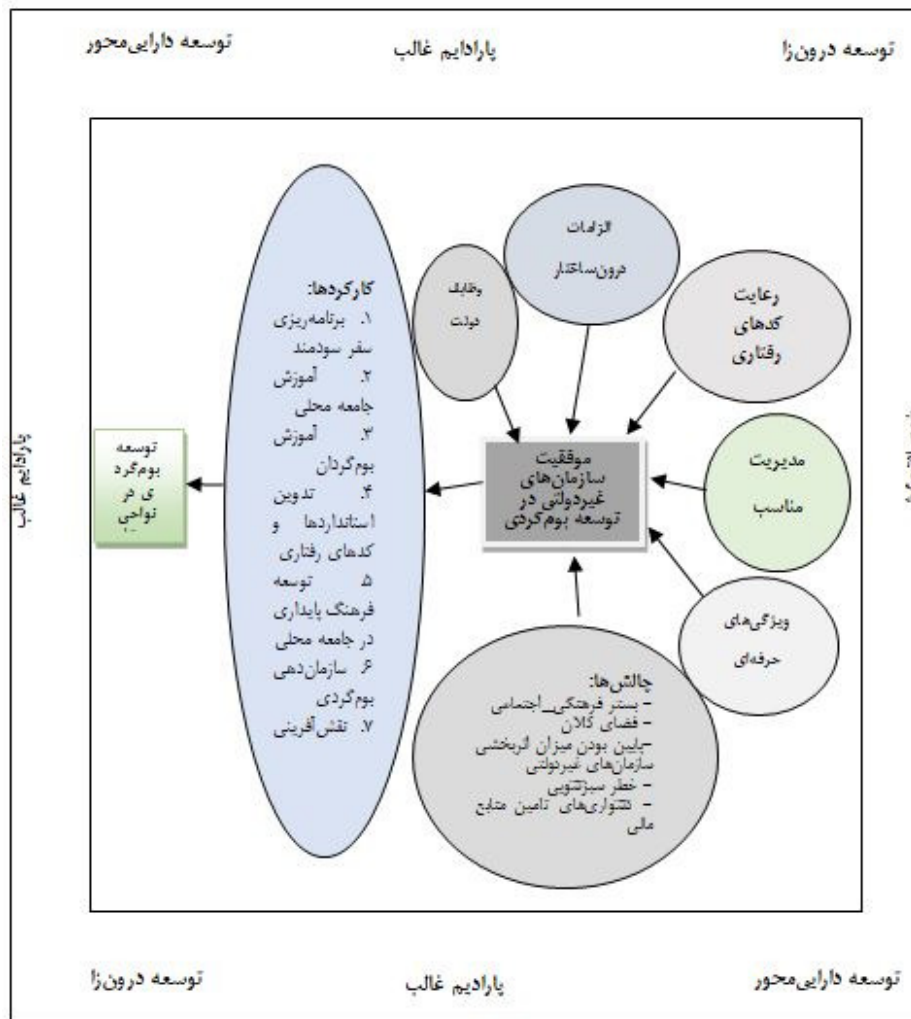 توسعه درون‌زا
پارادایم غالب
توسعه دارایی‌محور
الزامات
درون‌ساختار
وظایف
دولت
رعایت
کدهای
رفتاری
مدیریت
مناسب
ویژگی‌های
حرفه‌ای
موفقیت
سازمان‌های
غیردولتی در
توسعه بوم‌گردی
چالش‌ها:
- بستر فرهنگی_اجتماعی
- فضای کلان
-پایین بودن میزان اثربخشی
سازمان‌های غیردولتی
- خطر سبزشویی
- دشواری‌های تامین منابع
مالی
کارکردها:
۱. برنامه‌ریزی
سفر سودمند
۲. آموزش
جامعه محلی
۳. آموزش
بوم‌گردان
۴. تدوین
استانداردها و
کدهای رفتاری
۵. توسعه
فرهنگ پایداری
در جامعه محلی
۶. سازمان‌دهی
بوم‌گردی
۷. نقش‌آفرینی
توسعه
بوم‌گرد
ی در
نواحی
پارادایم غالب
توسعه دارایی‌محور
پارادیم غالب
توسعه درون‌زا